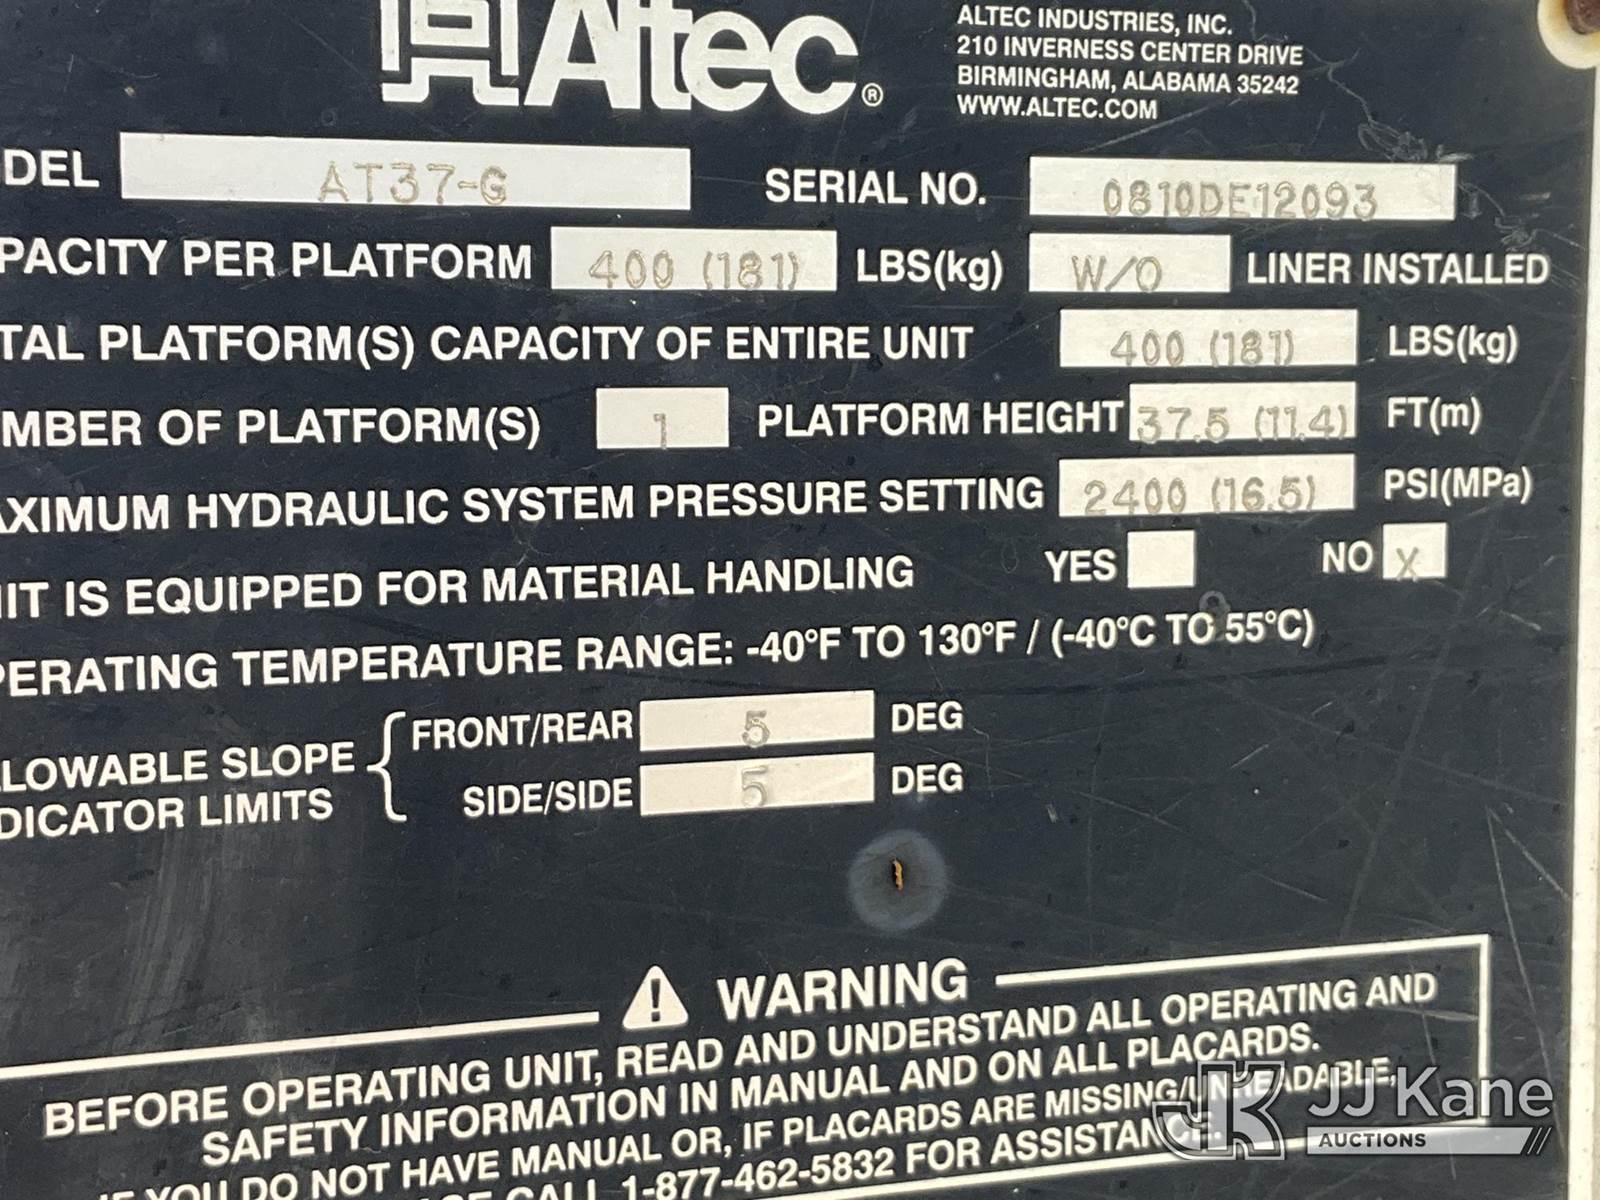 Altec®
ALTEC INDUSTRIES, INC.
210 INVERNESS CENTER DRIVE
BIRMINGHAM, ALABAMA 35242
WWW.ALTEC.COM
DEL AT37-G SERIAL NO. 0810DE12093
PACITY PER PLATFORM 400 (181) LBS(kg) W/O LINER INSTALLED
TAL PLATFORM(S) CAPACITY OF ENTIRE UNIT 400 (181) LBS(kg)
MBER OF PLATFORM(S) 1 PLATFORM HEIGHT 37.5 (11.4) FT(m)
AXIMUM HYDRAULIC SYSTEM PRESSURE SETTING 2400 (16.5) PSI(MPa)
NIT IS EQUIPPED FOR MATERIAL HANDLING YES NO X
PERATING TEMPERATURE RANGE: -40°F TO 130°F / (-40°C TO 55°C)
LOWABLE SLOPE
DICATOR LIMITS
FRONT/REAR 5 DEG
SIDE/SIDE 5 DEG
WARNING
BEFORE OPERATING UNIT, READ AND UNDERSTAND ALL OPERATING AND
SAFETY INFORMATION IN MANUAL AND ON ALL PLACARDS.
IF YOU DO NOT HAVE MANUAL OR, IF PLACARDS ARE MISSING/UNREADABLE,
CALL 1-877-462-5832 FOR ASSISTANCE.
JK JJ Kane
AUCTIONS